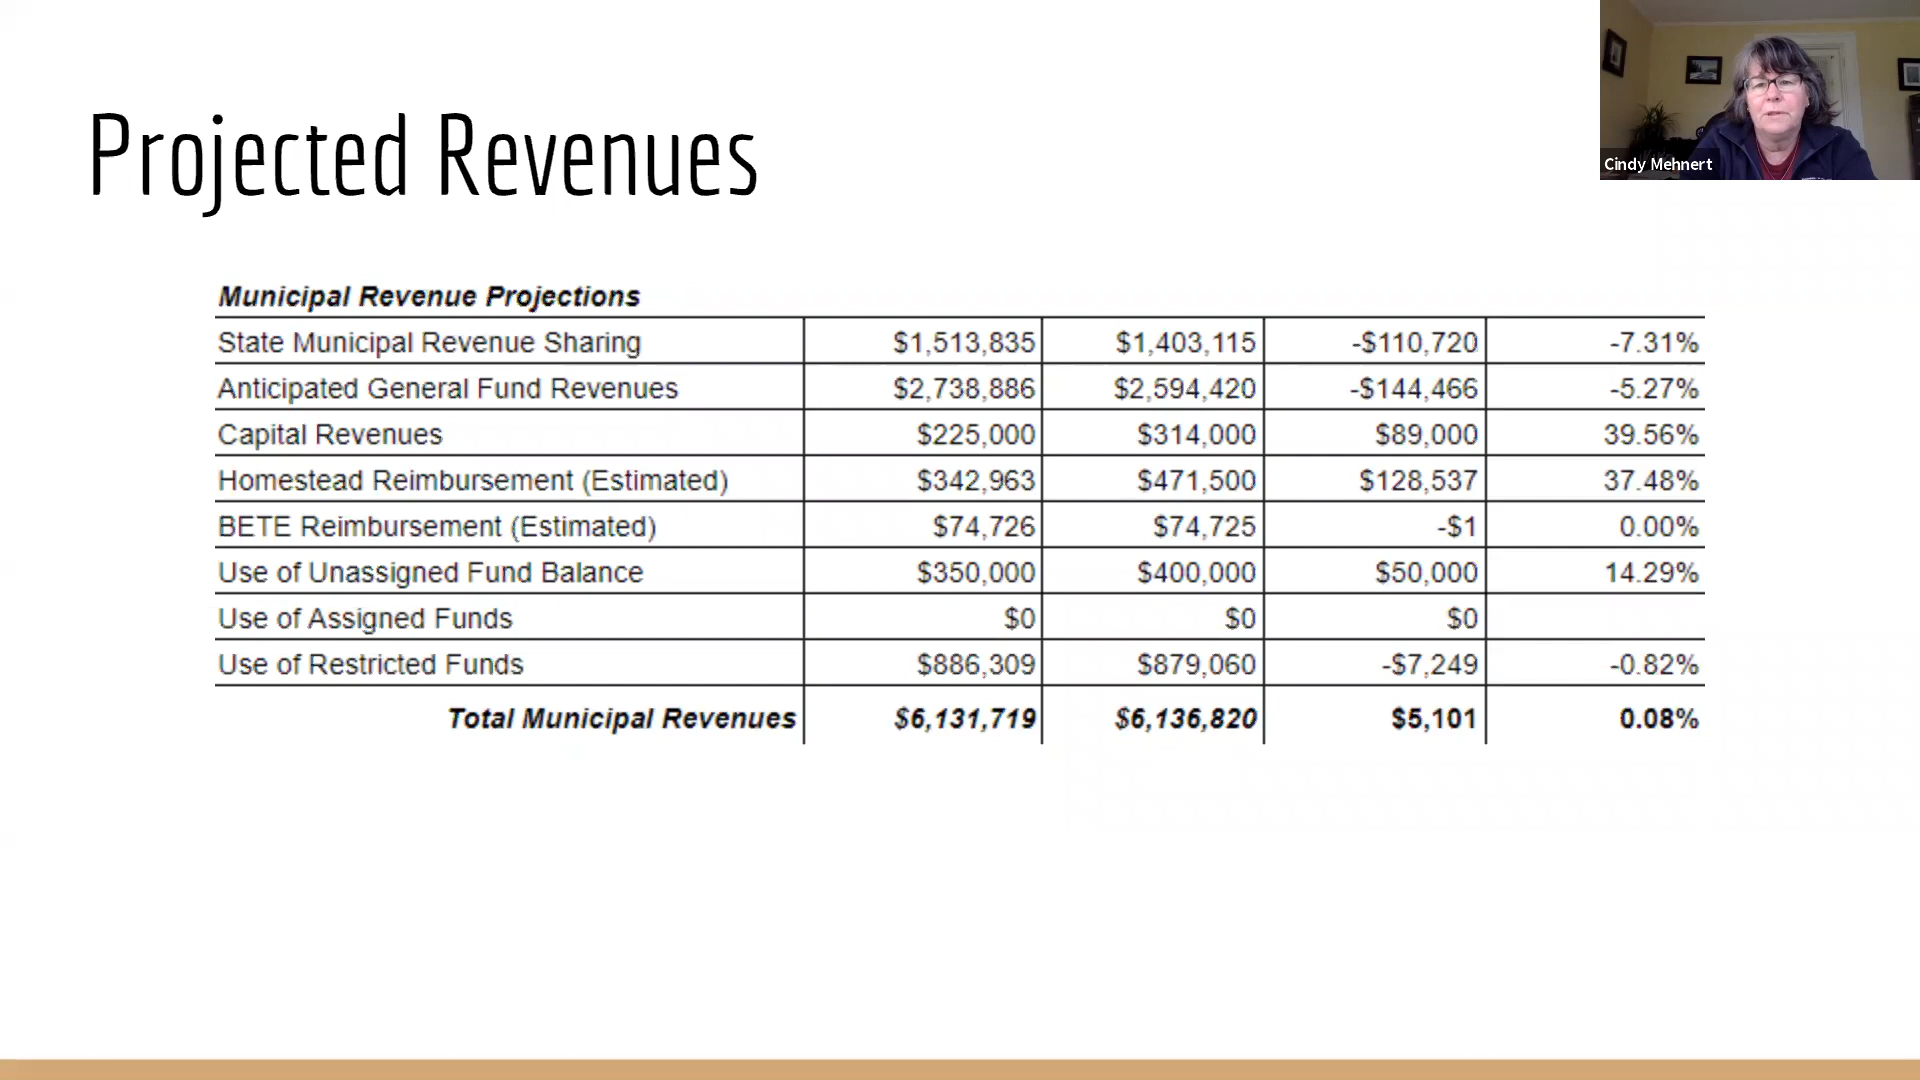 Projected Revenues
Cindy Mehnert
Municipal Revenue Projections
State Municipal Revenue Sharing $1,513,835 $1,403,115 -$110,720 -7.31%
Anticipated General Fund Revenues $2,738,886 $2,594,420 -$144,466 -5.27%
Capital Revenues $225,000 $314,000 $89,000 39.56%
Homestead Reimbursement (Estimated) $342,963 $471,500 $128,537 37.48%
BETE Reimbursement (Estimated) $74,726 $74,725 -$1 0.00%
Use of Unassigned Fund Balance $350,000 $400,000 $50,000 14.29%
Use of Assigned Funds $0 $0 $0
Use of Restricted Funds $886,309 $879,060 -$7,249 -0.82%
Total Municipal Revenues $6,131,719 $6,136,820 $5,101 0.08%